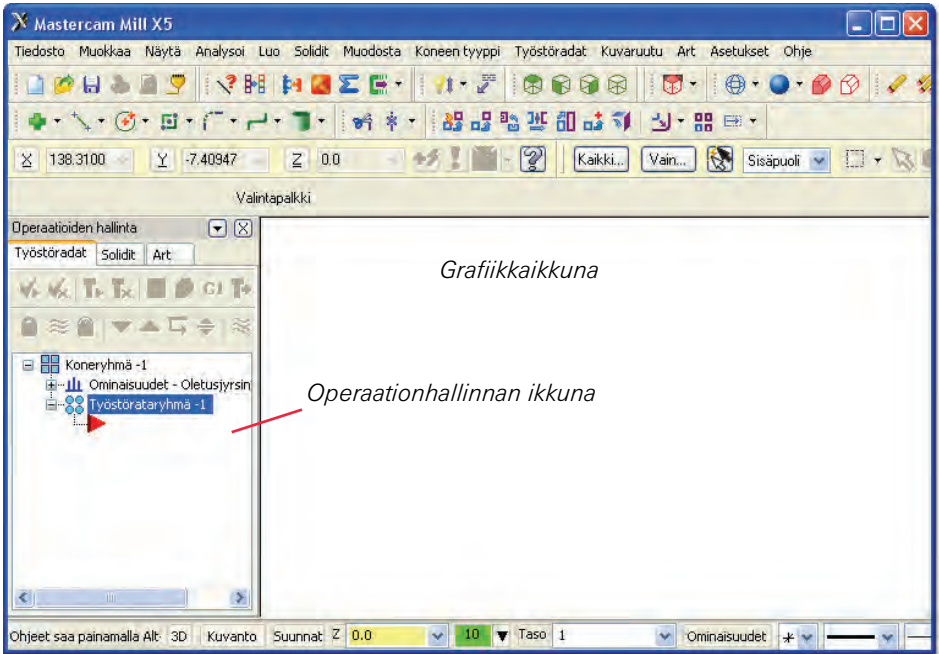 Mastercam Mill X5
Tiedosto Muokkaa Näytä Analysoi Luo Solidit Muodosta Koneen tyyppi Työstöradat Kuvaruutu Art Asetukset Ohje
X 138.3100 Y -7.40947 Z 0.0 Kaikki... Vain... Sisäpuoli
Valintapalkki
Operaatioiden hallinta
Työstöradat Solidit Art
G1
Grafiikkaikkuna
Koneryhmä -1
Ominaisuudet - Oletusjyrsin
Työstörataryhmä -1
Operaationhallinnan ikkuna
Ohjeet saa painamalla Alt- 3D Kuvanto Suunnat Z 0.0 10 Taso 1 Ominaisuudet